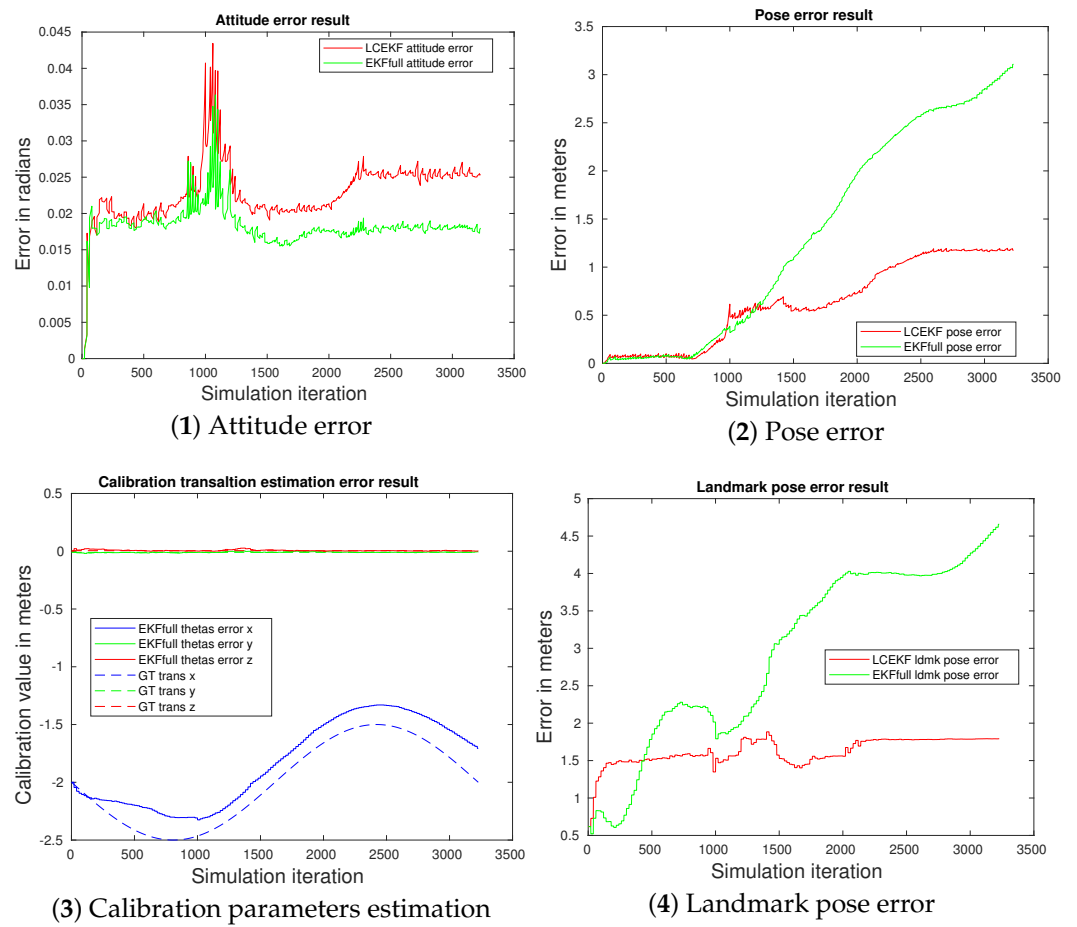 Attitude error result
0.045
0.04
0.035
0.03
0.025
0.02
0.015
0.01
0.005
0
LCEKF attitude error
EKFfull attitude error
Error in radians
0 500 1000 1500 2000 2500 3000 3500
Simulation iteration
(1) Attitude error
Pose error result
3.5
3
2.5
2
1.5
1
0.5
0
LCEKF pose error
EKFfull pose error
Error in meters
0 500 1000 1500 2000 2500 3000 3500
Simulation iteration
(2) Pose error
Calibration transaltion estimation error result
0.5
0
-0.5
-1
-1.5
-2
-2.5
EKFfull thetas error x
EKFfull thetas error y
EKFfull thetas error z
GT trans x
GT trans y
GT trans z
Calibration value in meters
0 500 1000 1500 2000 2500 3000 3500
Simulation iteration
(3) Calibration parameters estimation
Landmark pose error result
5
4.5
4
3.5
3
2.5
2
1.5
1
0.5
LCEKF ldmk pose error
EKFfull ldmk pose error
Error in meters
0 500 1000 1500 2000 2500 3000 3500
Simulation iteration
(4) Landmark pose error